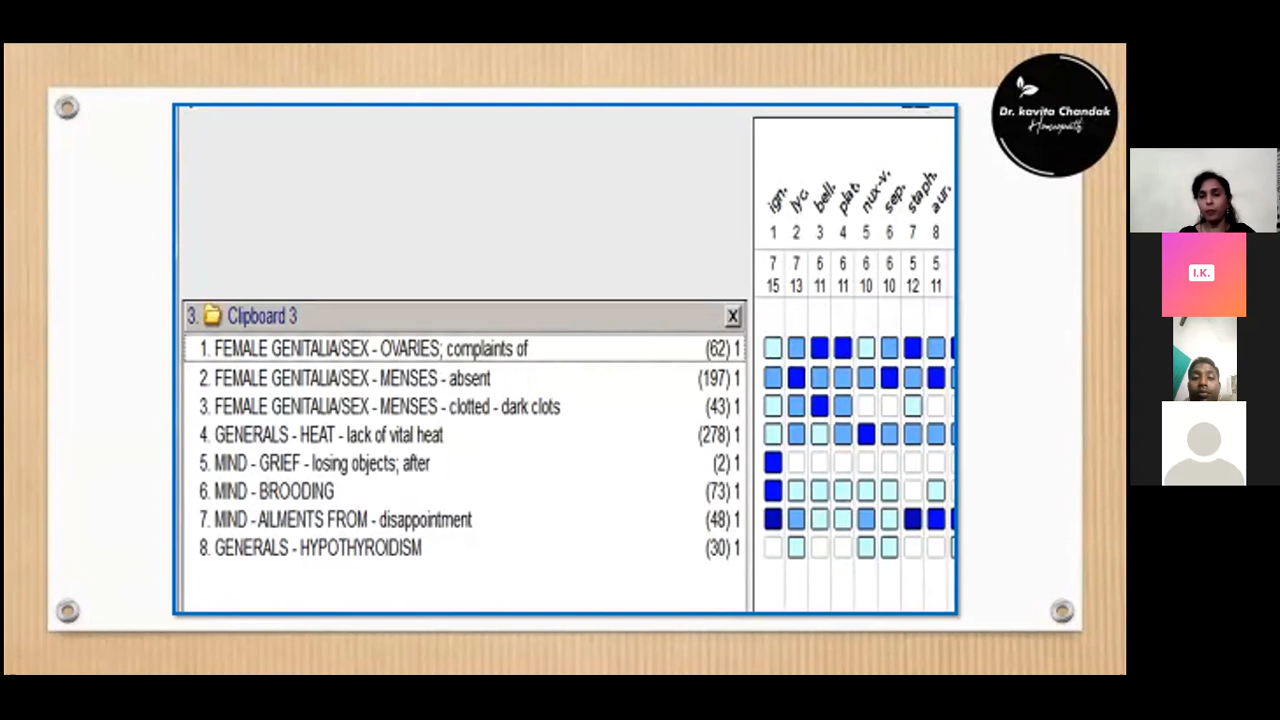 Dr. kavita Chandak
Homeopath
ign. lyc. bell. plat. nux-v. sep. staph. aur.
1 2 3 4 5 6 7 8
7 7 6 6 6 6 5 5
15 13 11 11 10 10 12 11
3. Clipboard 3 X
1. FEMALE GENITALIA/SEX - OVARIES; complaints of (62) 1
2. FEMALE GENITALIA/SEX - MENSES - absent (197) 1
3. FEMALE GENITALIA/SEX - MENSES - clotted - dark clots (43) 1
4. GENERALS - HEAT - lack of vital heat (278) 1
5. MIND - GRIEF - losing objects; after (2) 1
6. MIND - BROODING (73) 1
7. MIND - AILMENTS FROM - disappointment (48) 1
8. GENERALS - HYPOTHYROIDISM (30) 1
I.K.